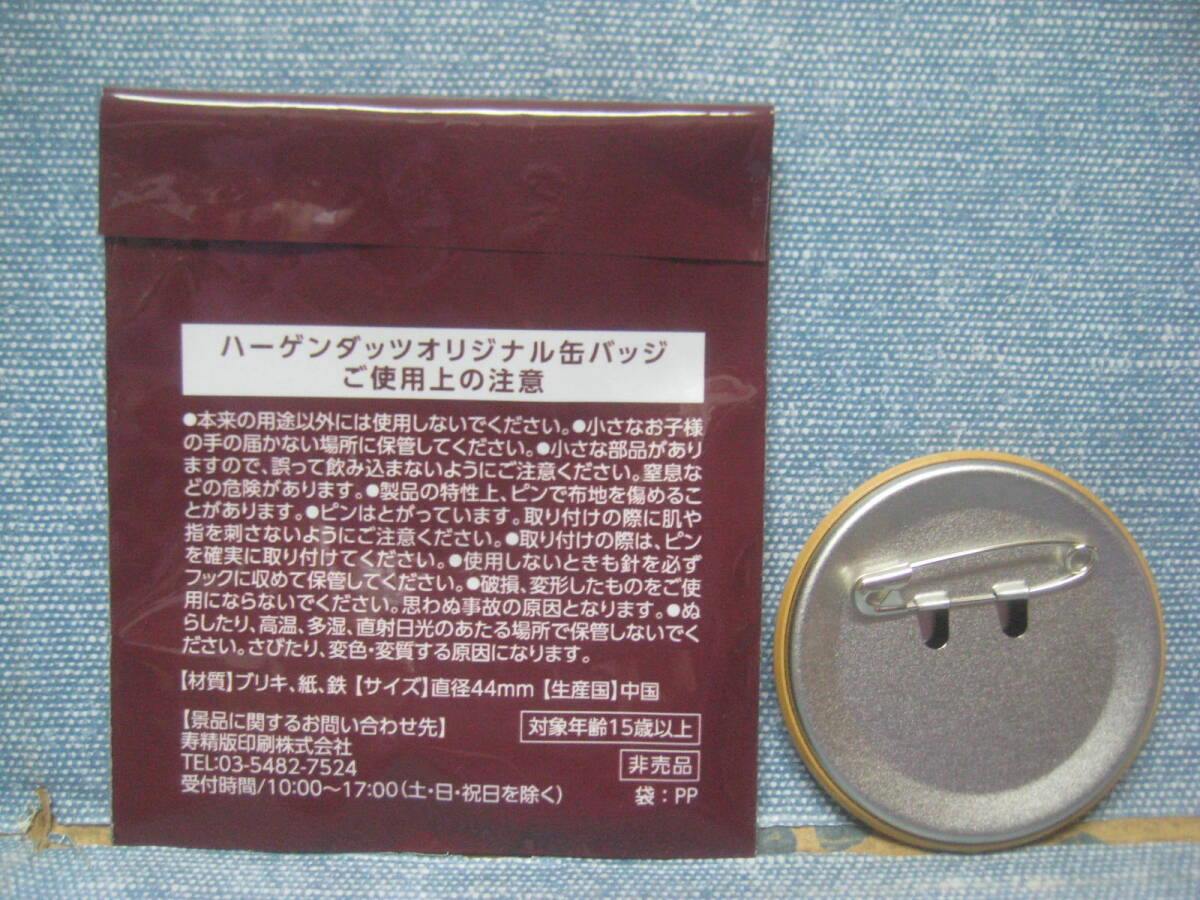 ハーゲンダッツオリジナル缶バッジ
ご使用上の注意
●本来の用途以外には使用しないでください。●小さなお子様
の手の届かない場所に保管してください。●小さな部品があり
ますので、誤って飲み込まないようにご注意ください。窒息な
どの危険があります。●製品の特性上、ピンで布地を傷めるこ
とがあります。●ピンはとがっています。取り付けの際に肌や
指を刺さないようにご注意ください。●取り付けの際は、ピン
を確実に取り付けてください。●使用しないときも針を必ず
フックに収めて保管してください。●破損、変形したものをご使
用にならないでください。思わぬ事故の原因となります。●ぬ
らしたり、高温、多湿、直射日光のあたる場所で保管しないでく
ださい。さびたり、変色・変質する原因になります。
【材質】ブリキ、紙、鉄【サイズ】直径44mm【生産国】中国
【景品に関するお問い合わせ先】
寿精版印刷株式会社
TEL:03-5482-7524
受付時間/10:00～17:00(土・日・祝日を除く)
対象年齢15歳以上
非売品
袋：PP